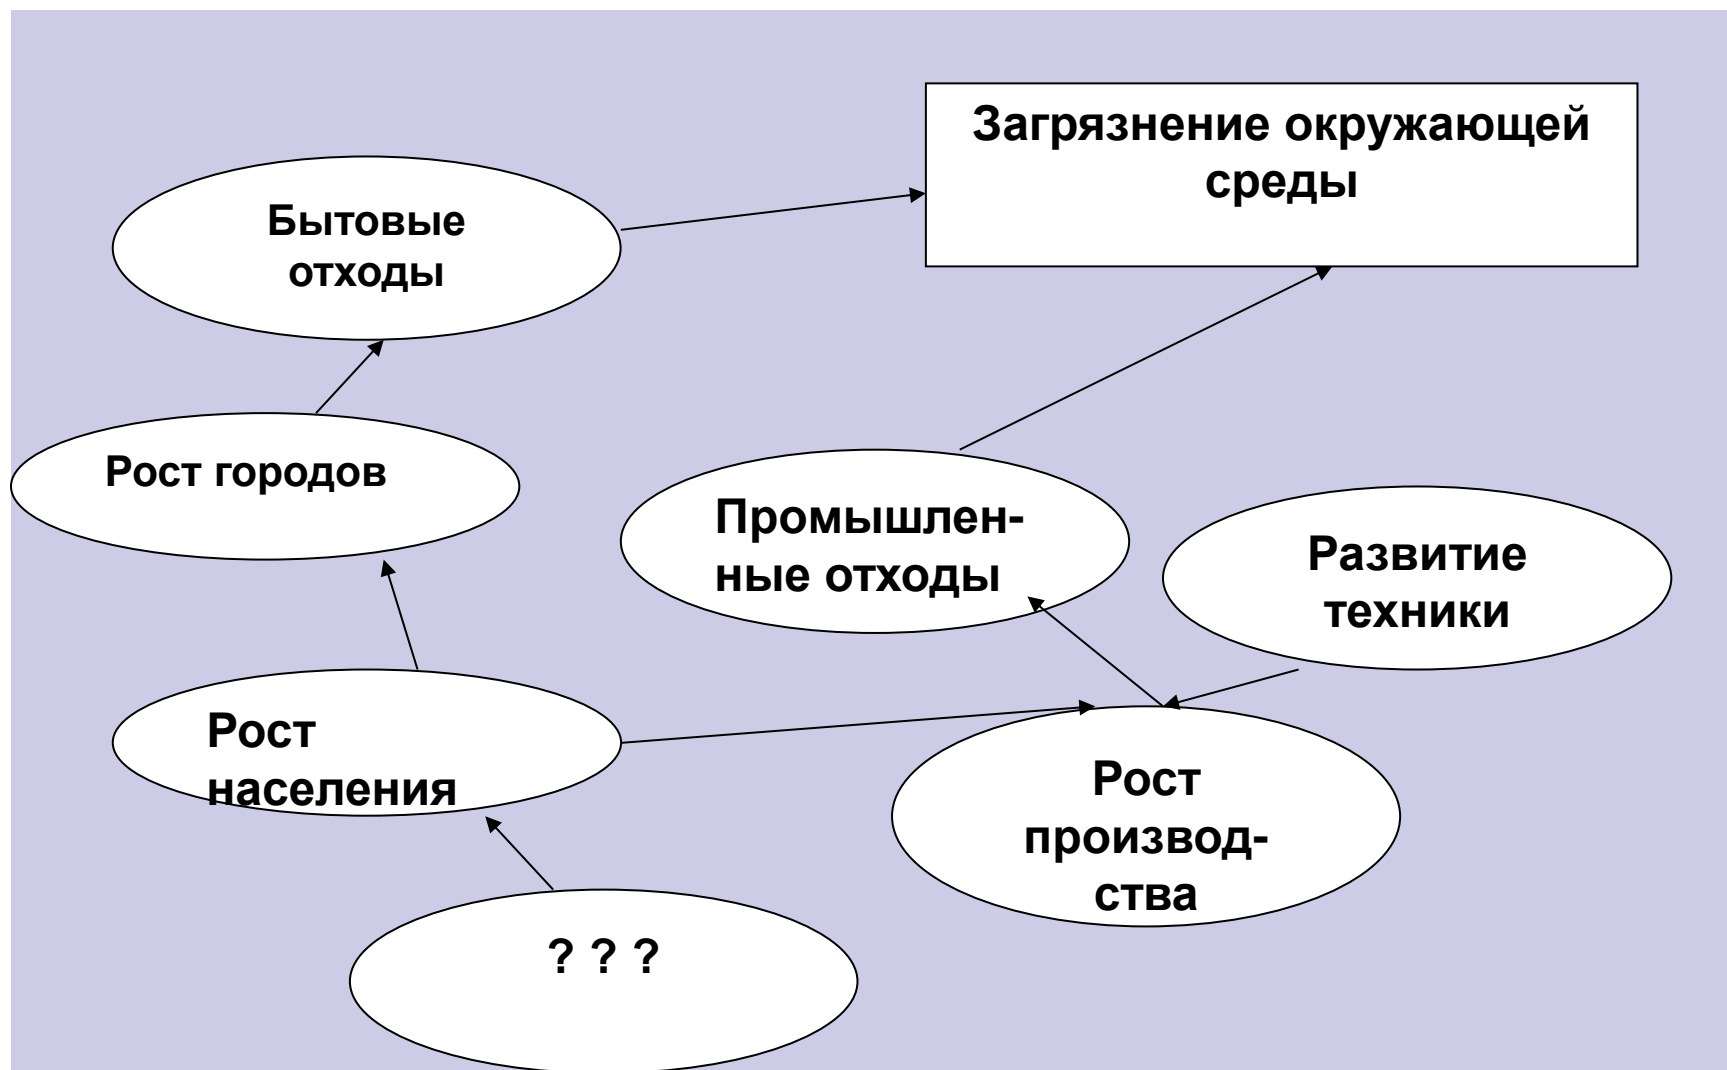 Загрязнение окружающей
среды
Бытовые
отходы
Рост городов
Промышлен-
ные отходы
Развитие
техники
Рост
населения
Рост
производ-
ства
? ? ?